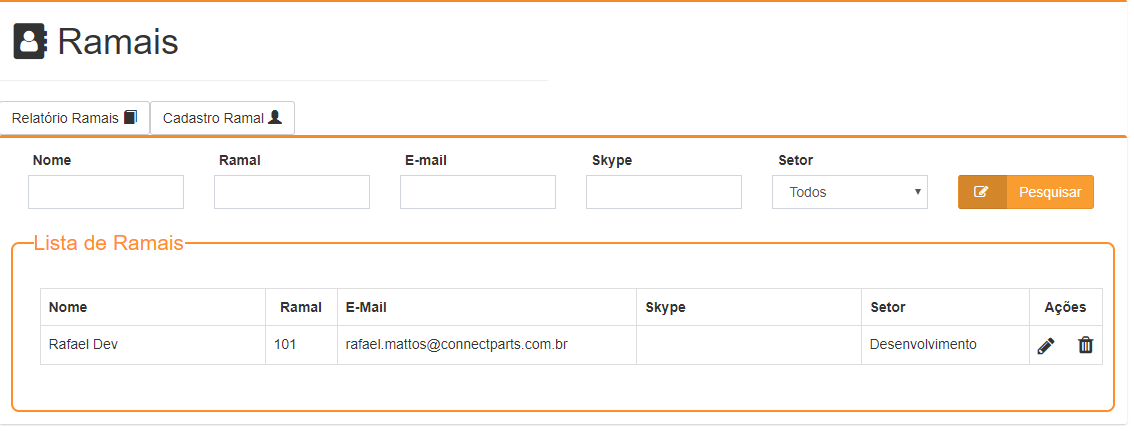 Ramais
Relatório Ramais Cadastro Ramal
Nome Ramal E-mail Skype Setor
Todos Pesquisar
Lista de Ramais
Nome Ramal E-Mail Skype Setor Ações
Rafael Dev 101 rafael.mattos@connectparts.com.br Desenvolvimento